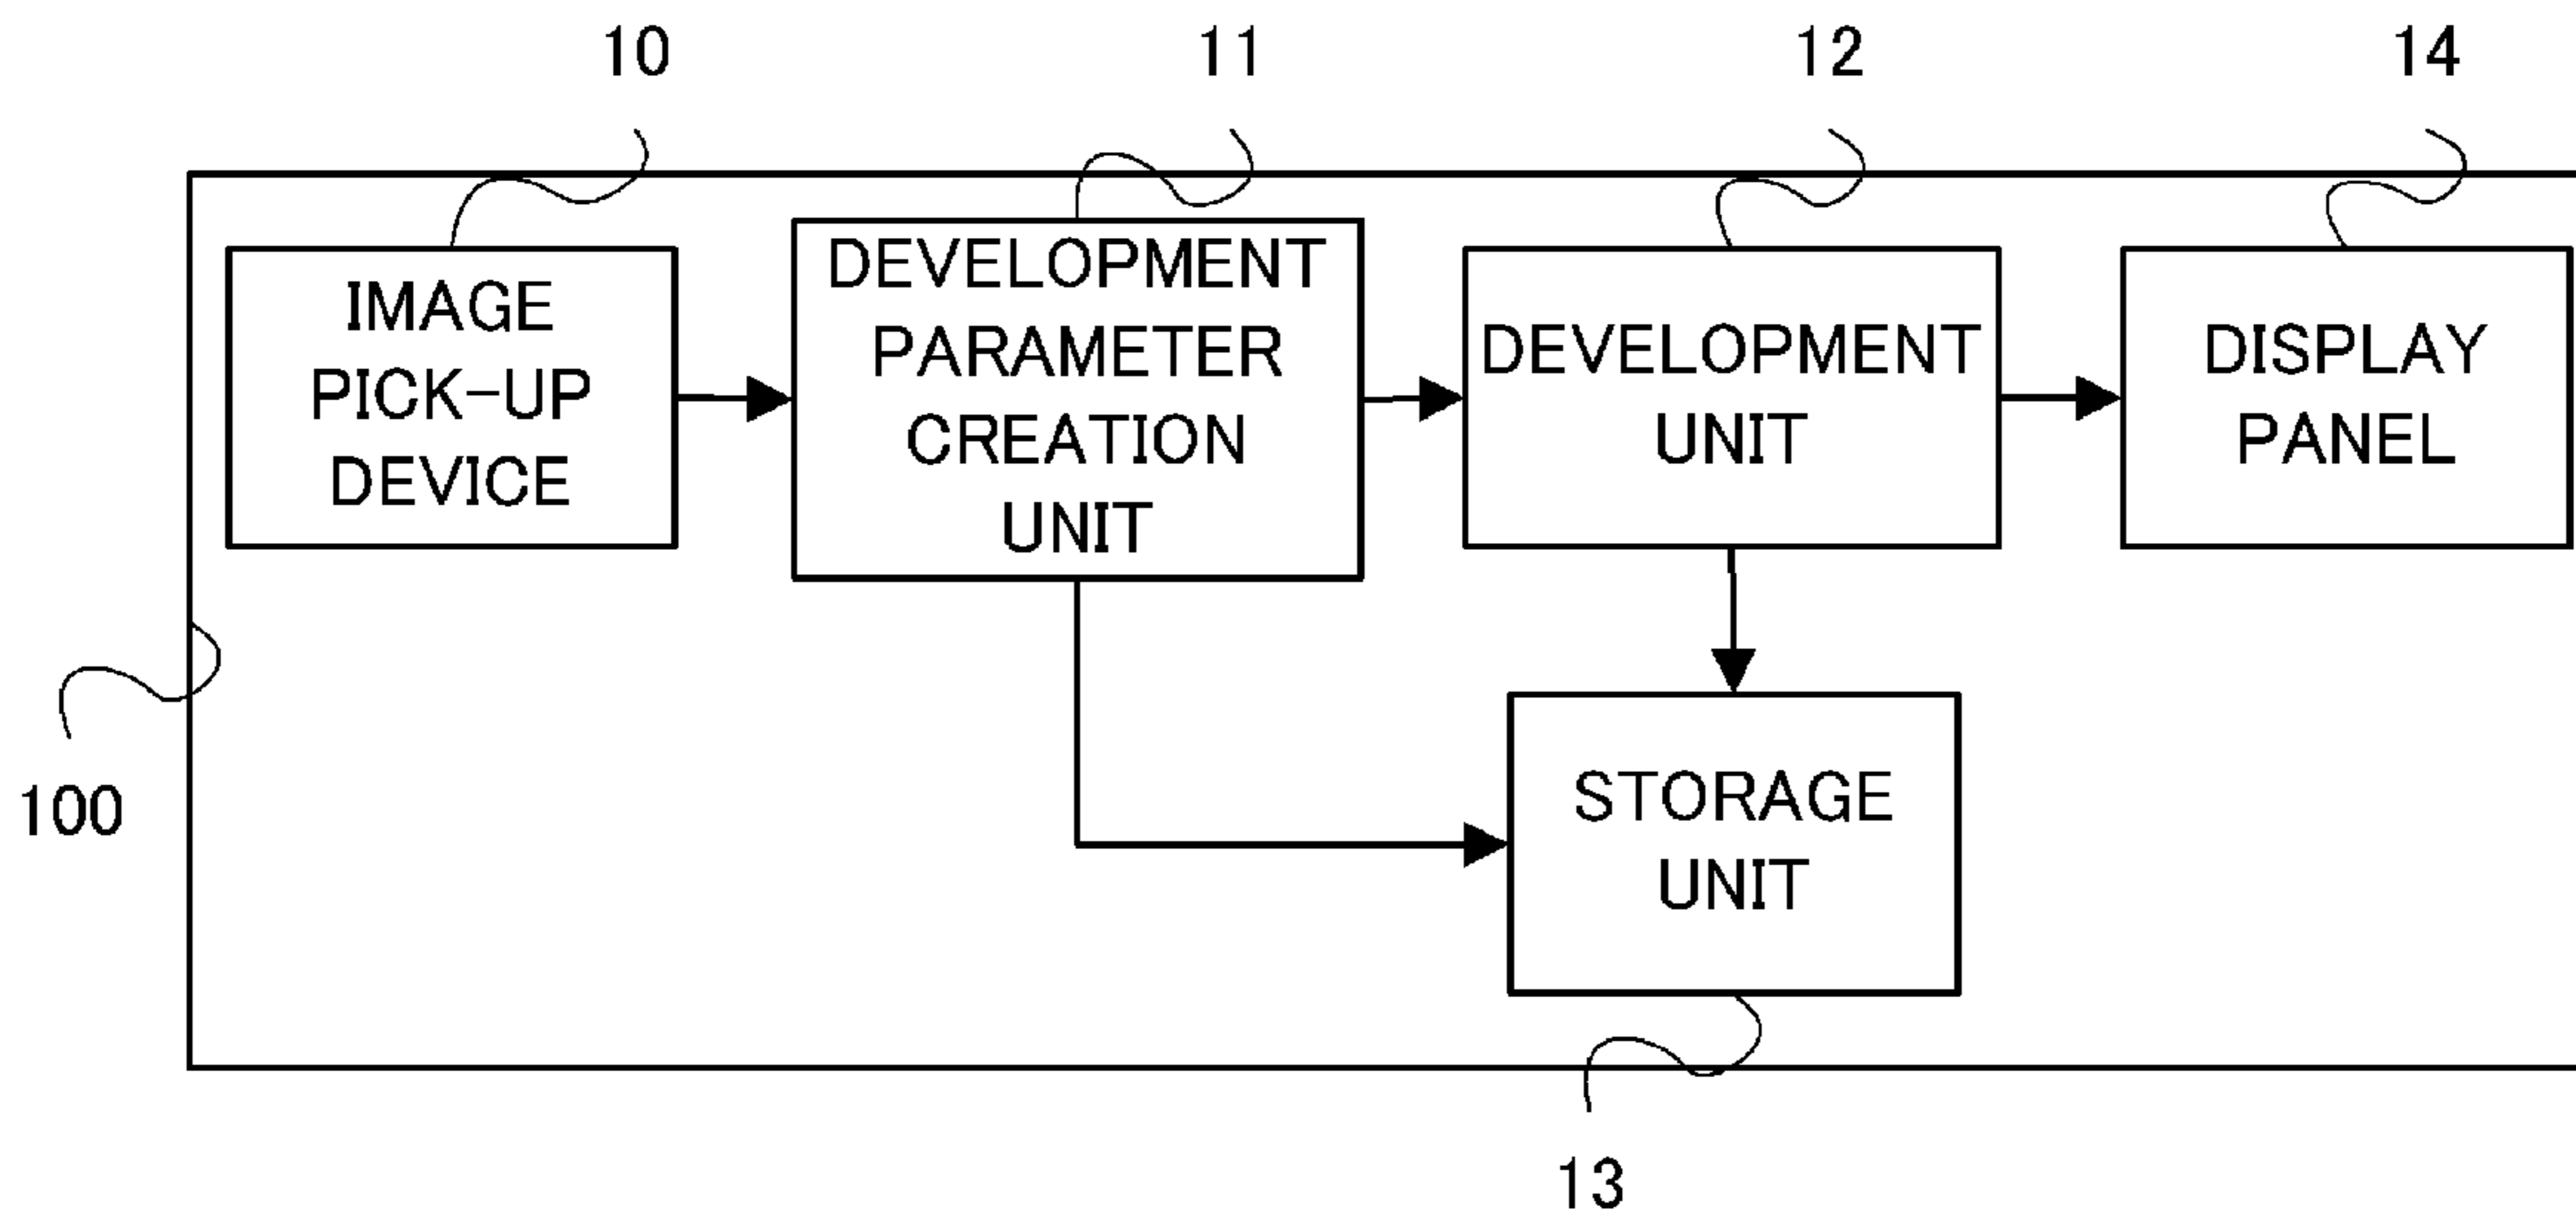 10
11
12
14
IMAGE
PICK-UP
DEVICE
DEVELOPMENT
PARAMETER
CREATION
UNIT
DEVELOPMENT
UNIT
DISPLAY
PANEL
100
STORAGE
UNIT
13